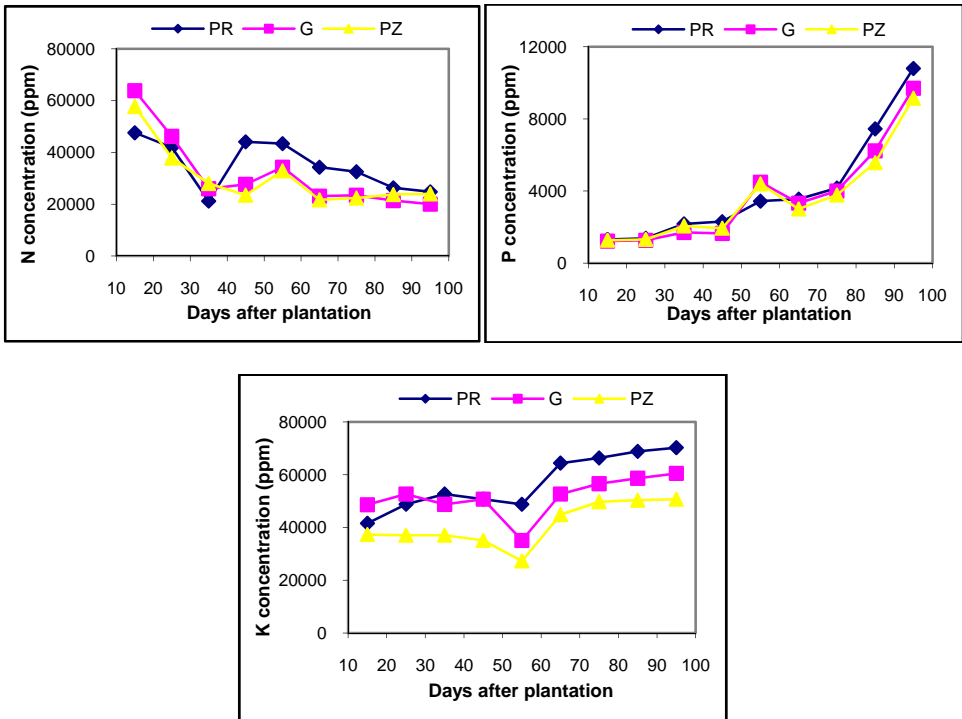 PR G PZ
N concentration (ppm)
80000
60000
40000
20000
0
10 20 30 40 50 60 70 80 90 100
Days after plantation
PR G PZ
P concentration (ppm)
12000
8000
4000
0
10 20 30 40 50 60 70 80 90 100
Days after plantation
PR G PZ
K concentration (ppm)
80000
60000
40000
20000
0
10 20 30 40 50 60 70 80 90 100
Days after plantation